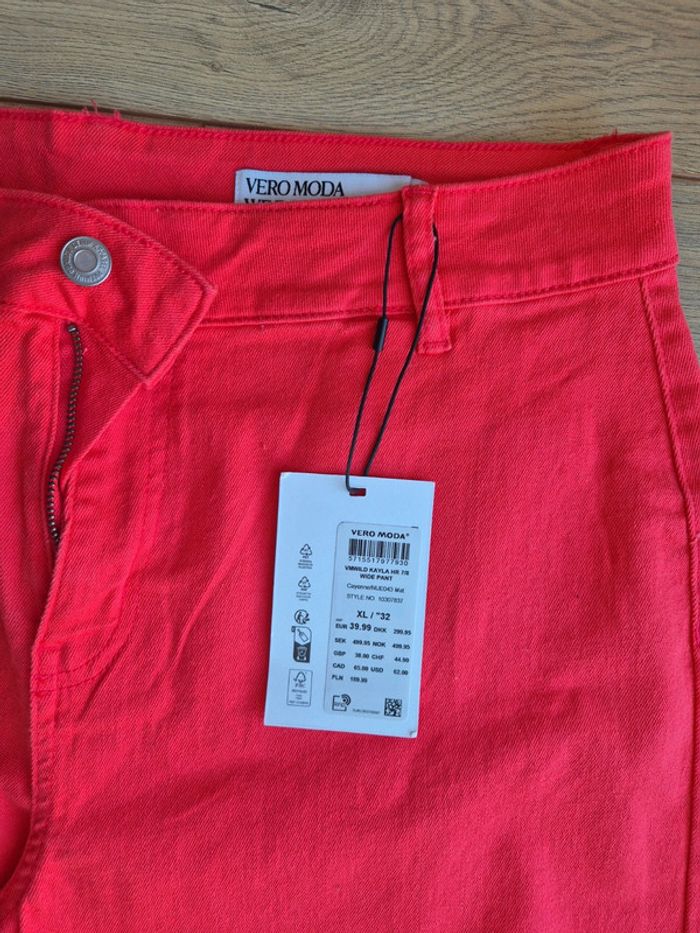 VERO MODA
VERO MODA®
5715517977930
VMWILD KAYLA HR 7/8
WIDE PANT
STYLE NO. 10307837
XL / "32
EUR 39.99 DKK 299.95
SEK 499.95 NOK 499.95
GBP 38.00 CHF 44.90
CAD 65.00 USD 62.00
PLN 189.99
RFID
FSC